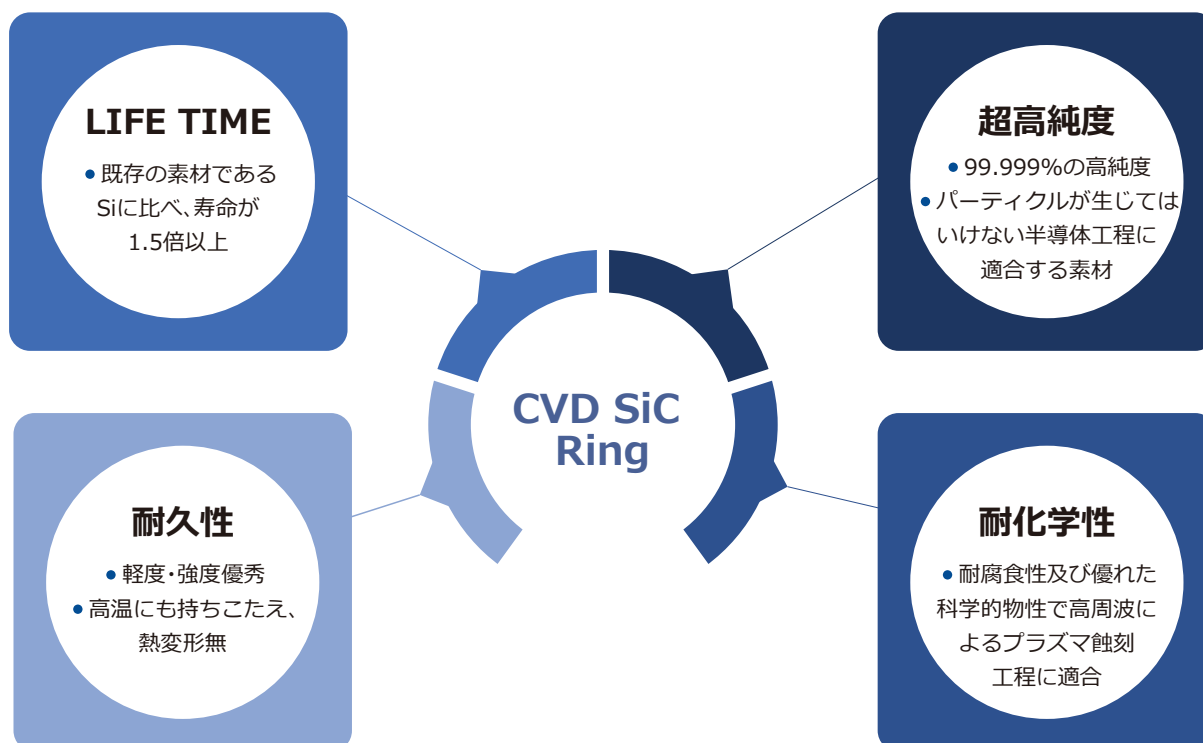 LIFE TIME
• 既存の素材である
Siに比べ、寿命が
1.5倍以上
超高純度
• 99.999%の高純度
• パーティクルが生じては
いけない半導体工程に
適合する素材
CVD SiC
Ring
耐久性
• 軽度・強度優秀
• 高温にも持ちこたえ、
熱変形無
耐化学性
• 耐腐食性及び優れた
科学的物性で高周波に
よるプラズマ蝕刻
工程に適合